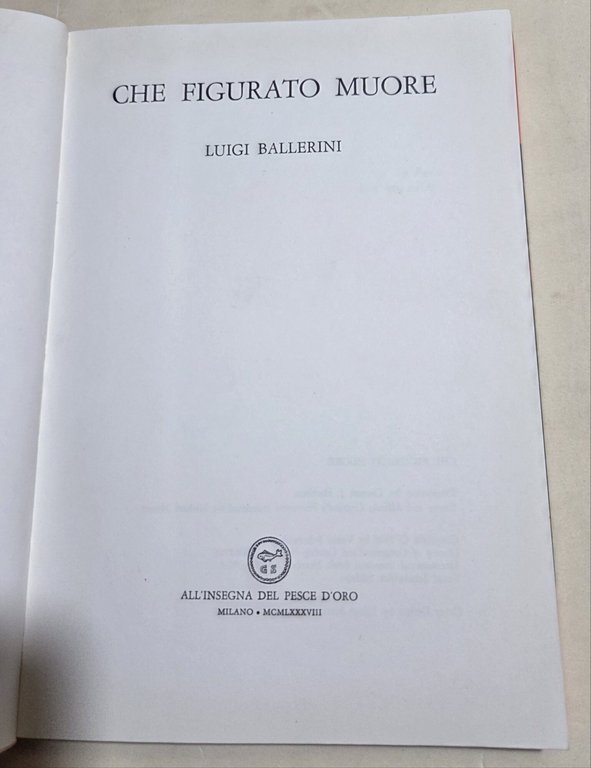 CHE FIGURATO MUORE
LUIGI BALLERINI
ALL'INSEGNA DEL PESCE D'ORO
MILANO • MCMLXXXVIII